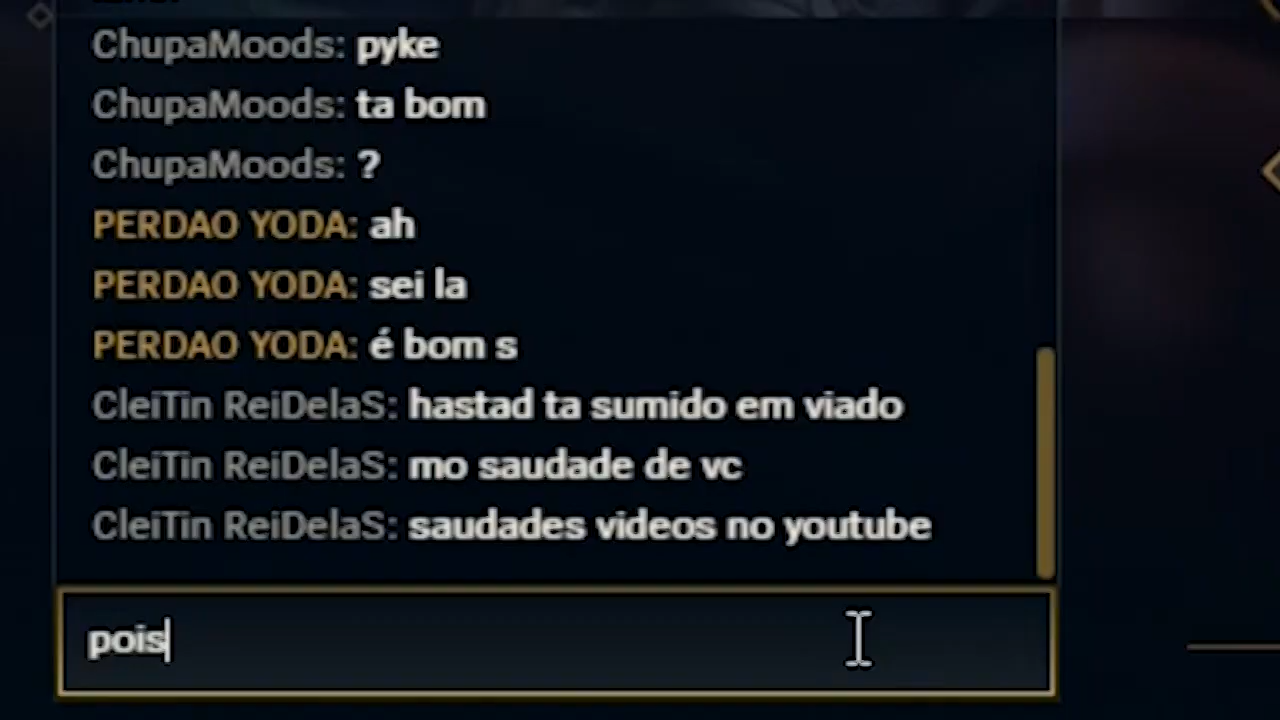 ChupaMoods: pyke
ChupaMoods: ta bom
ChupaMoods: ?
PERDAO YODA: ah
PERDAO YODA: sei la
PERDAO YODA: é bom s
CleiTin ReiDelaS: hastad ta sumido em viado
CleiTin ReiDelaS: mo saudade de vc
CleiTin ReiDelaS: saudades videos no youtube
pois